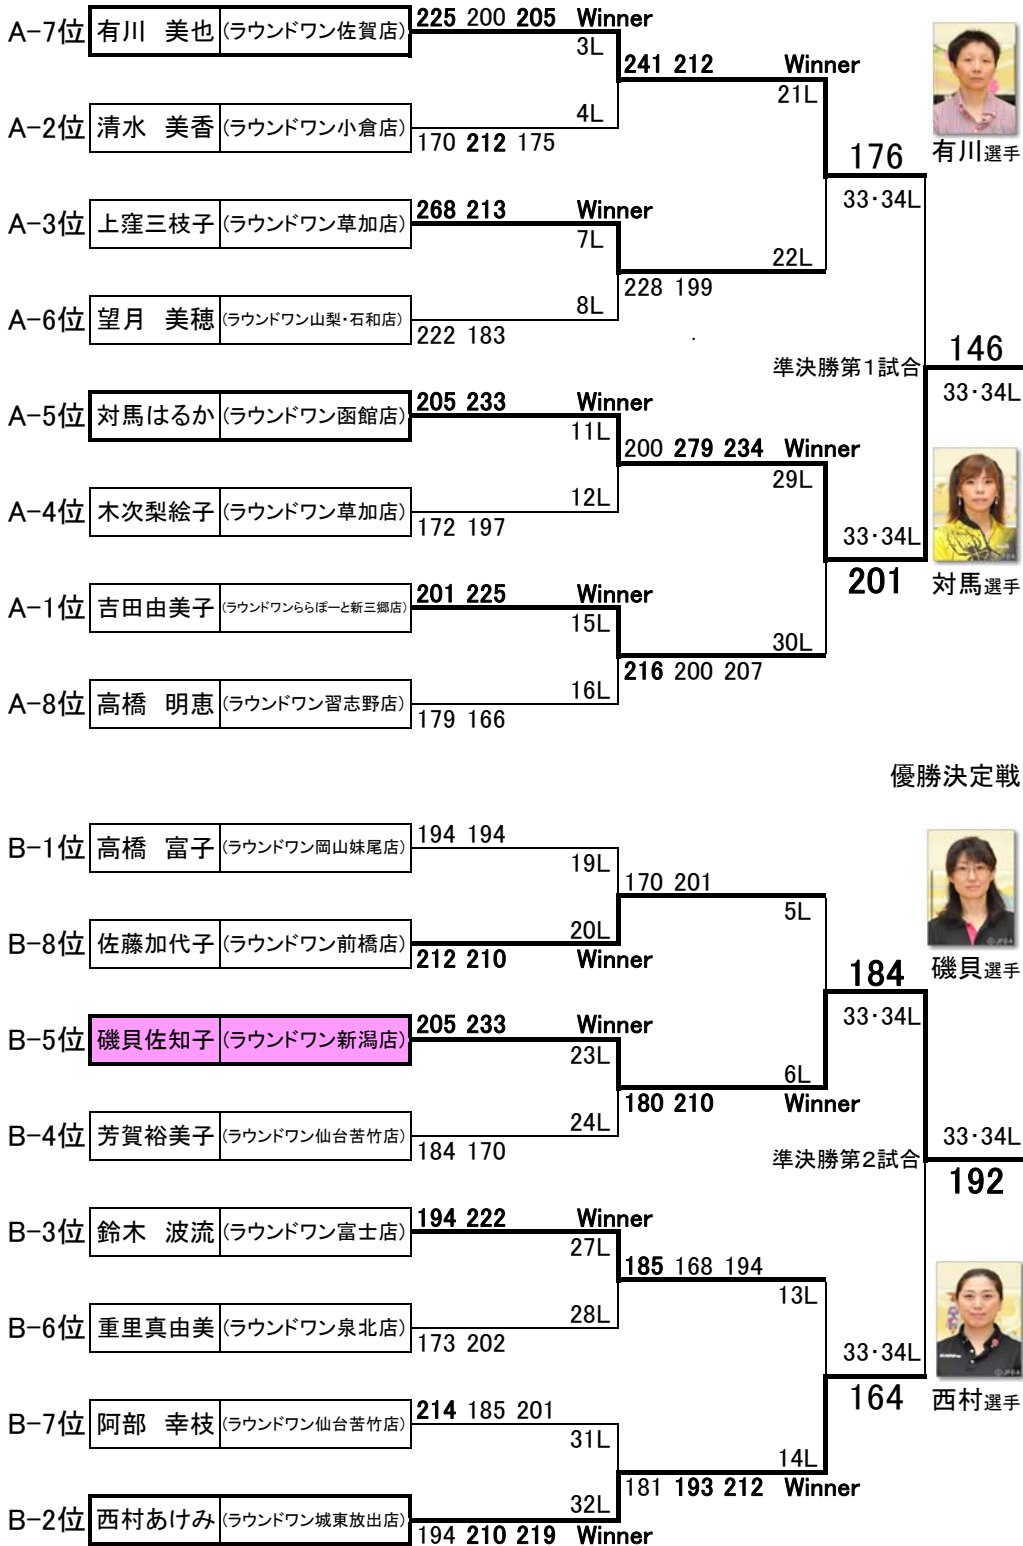 225 200 205 Winner
A-7位 有川 美也 (ラウンドワン佐賀店)
3L
241 212 Winner
21L
4L
A-2位 清水 美香 (ラウンドワン小倉店)
170 212 175
176
有川選手
33・34L
268 213 Winner
A-3位 上窪三枝子 (ラウンドワン草加店)
7L
22L
228 199
8L
A-6位 望月 美穂 (ラウンドワン山梨・石和店)
222 183
146
準決勝第1試合
33・34L
205 233 Winner
A-5位 対馬はるか (ラウンドワン函館店)
11L
200 279 234 Winner
29L
12L
A-4位 木次梨絵子 (ラウンドワン草加店)
172 197
33・34L
201
対馬選手
201 225 Winner
A-1位 吉田由美子 (ラウンドワンららぽーと新三郷店)
15L
30L
216 200 207
16L
A-8位 高橋 明恵 (ラウンドワン習志野店)
179 166
優勝決定戦
194 194
B-1位 高橋 富子 (ラウンドワン岡山妹尾店)
19L
170 201
5L
20L
B-8位 佐藤加代子 (ラウンドワン前橋店)
212 210 Winner
184
磯貝選手
33・34L
205 233 Winner
B-5位 磯貝佐知子 (ラウンドワン新潟店)
23L
6L
180 210 Winner
24L
B-4位 芳賀裕美子 (ラウンドワン仙台苦竹店)
184 170
33・34L
準決勝第2試合
192
194 222 Winner
B-3位 鈴木 波流 (ラウンドワン富士店)
27L
185 168 194
13L
28L
B-6位 重里真由美 (ラウンドワン泉北店)
173 202
33・34L
164
西村選手
214 185 201
B-7位 阿部 幸枝 (ラウンドワン仙台苦竹店)
31L
14L
181 193 212 Winner
32L
B-2位 西村あけみ (ラウンドワン城東放出店)
194 210 219 Winner